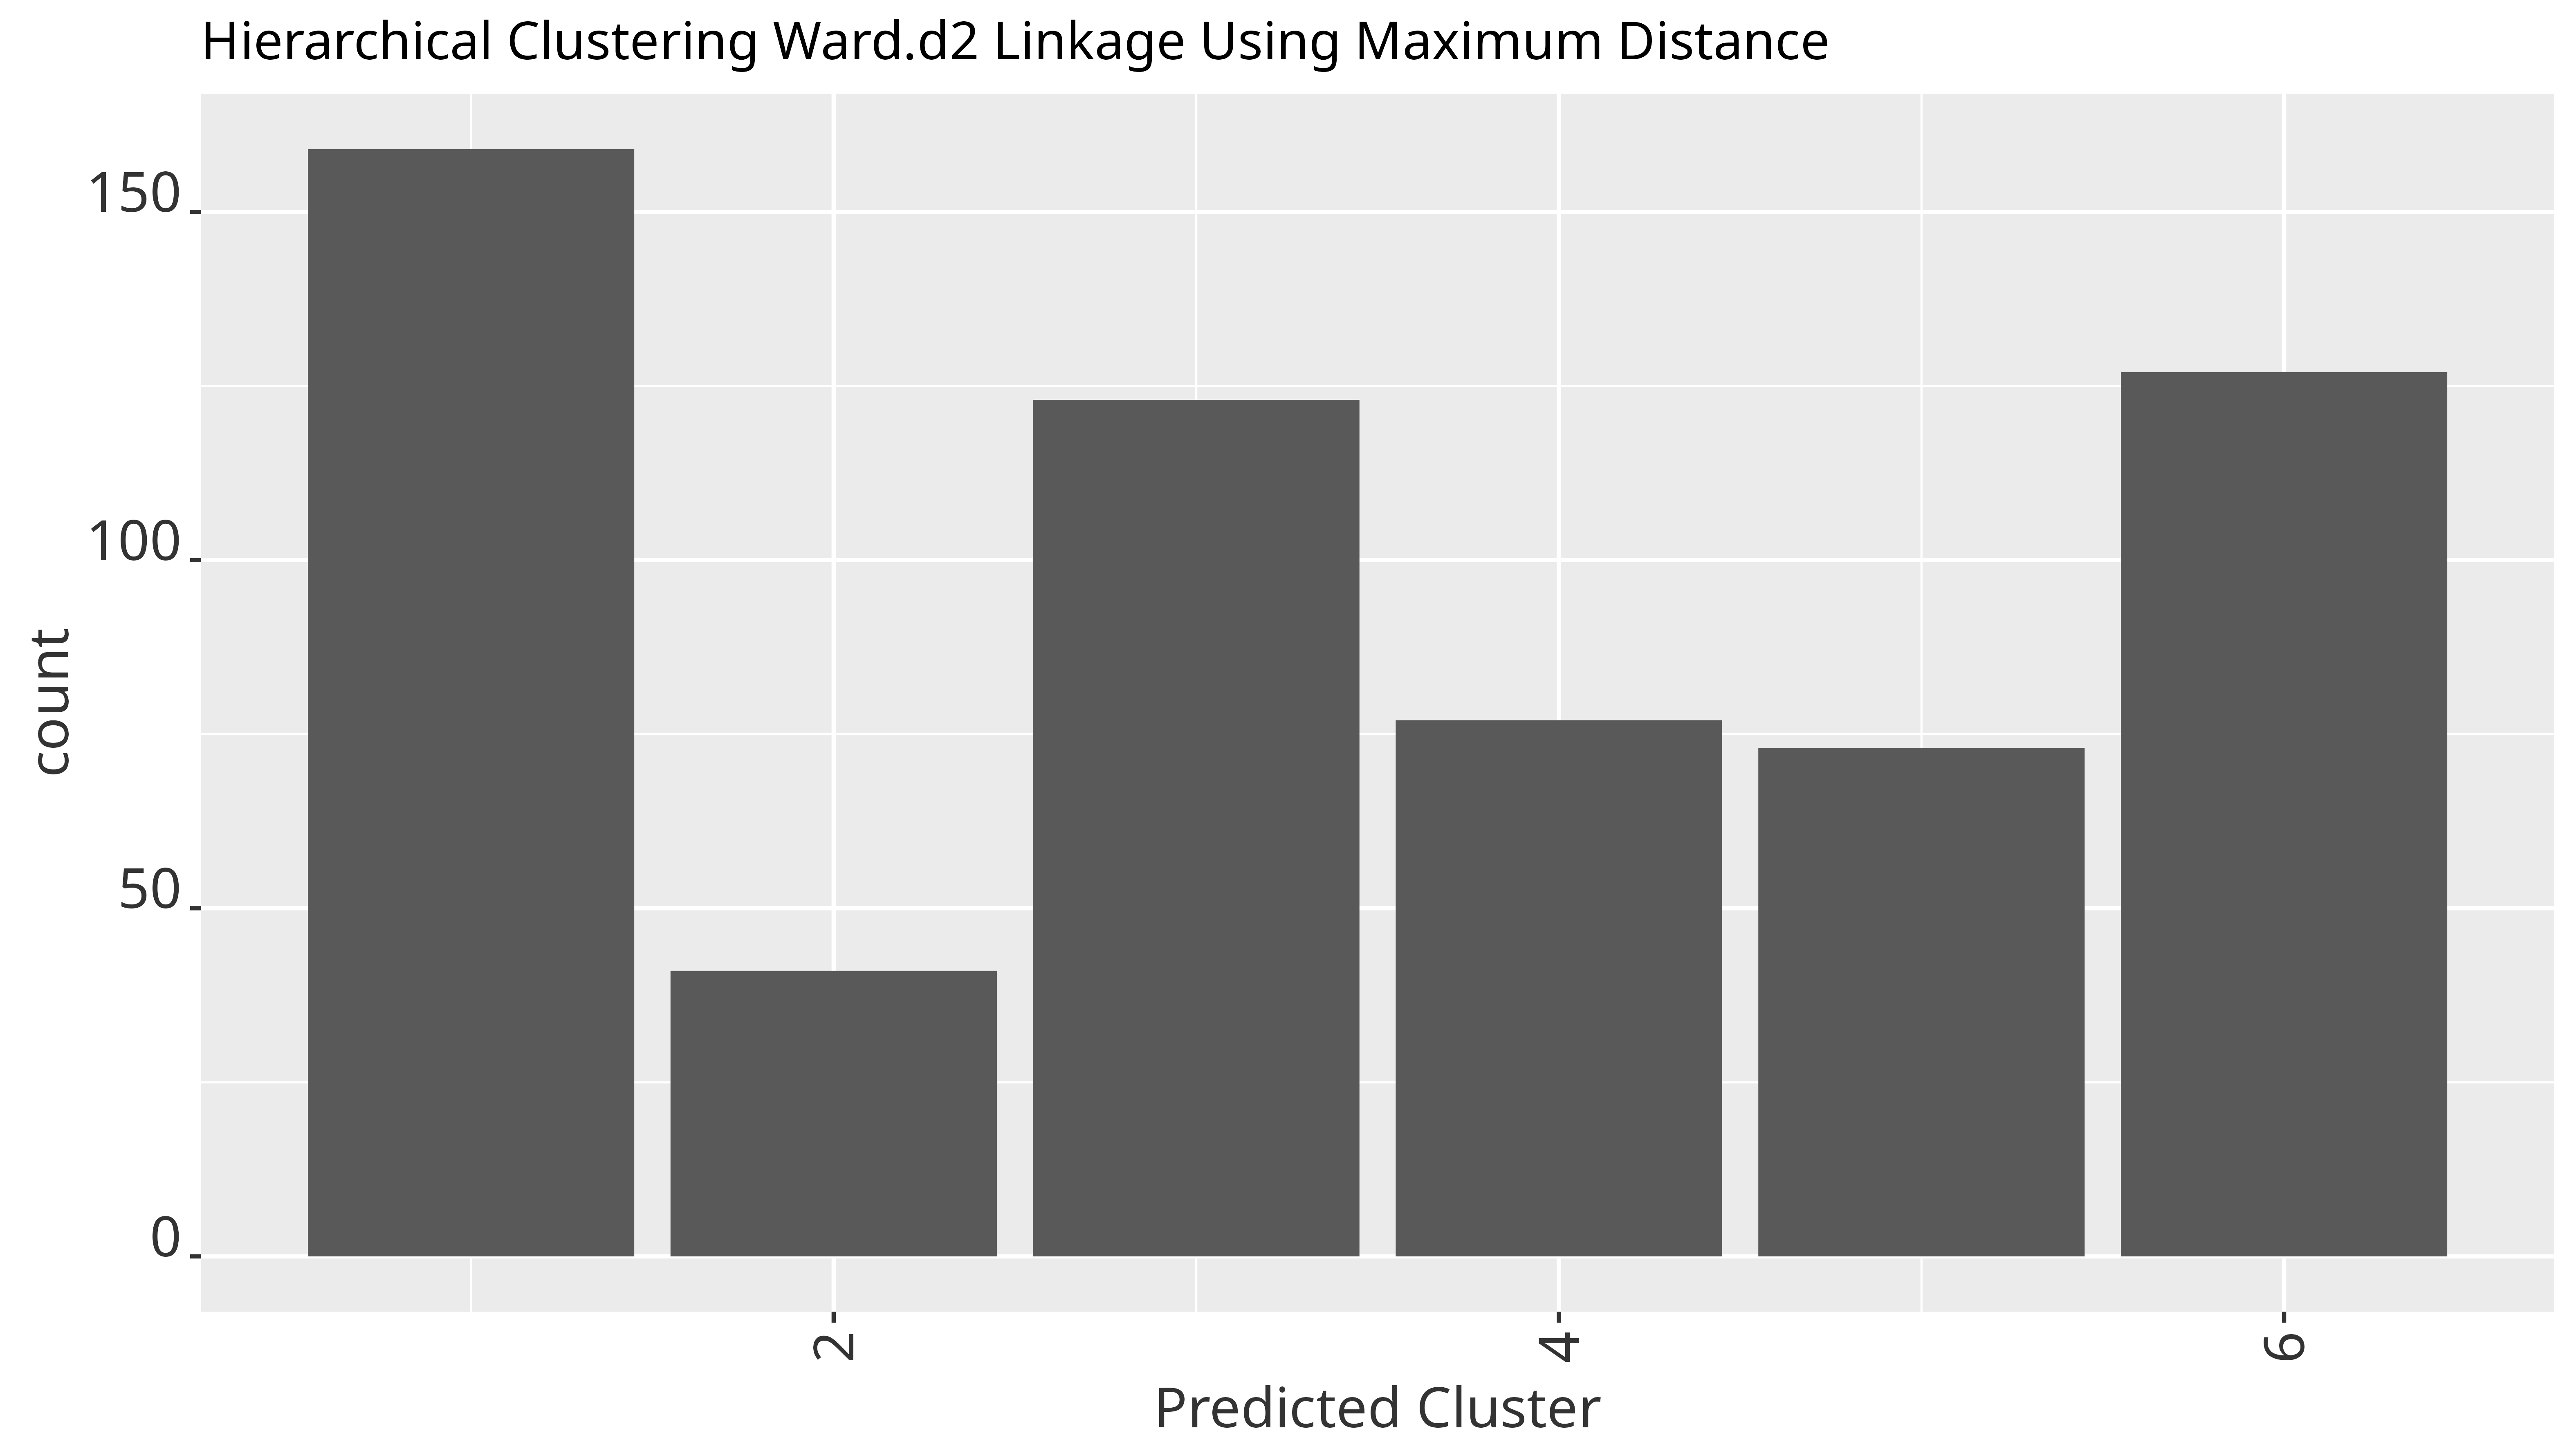 Hierarchical Clustering Ward.d2 Linkage Using Maximum Distance
150
100
50
0
count
2
4
6
Predicted Cluster